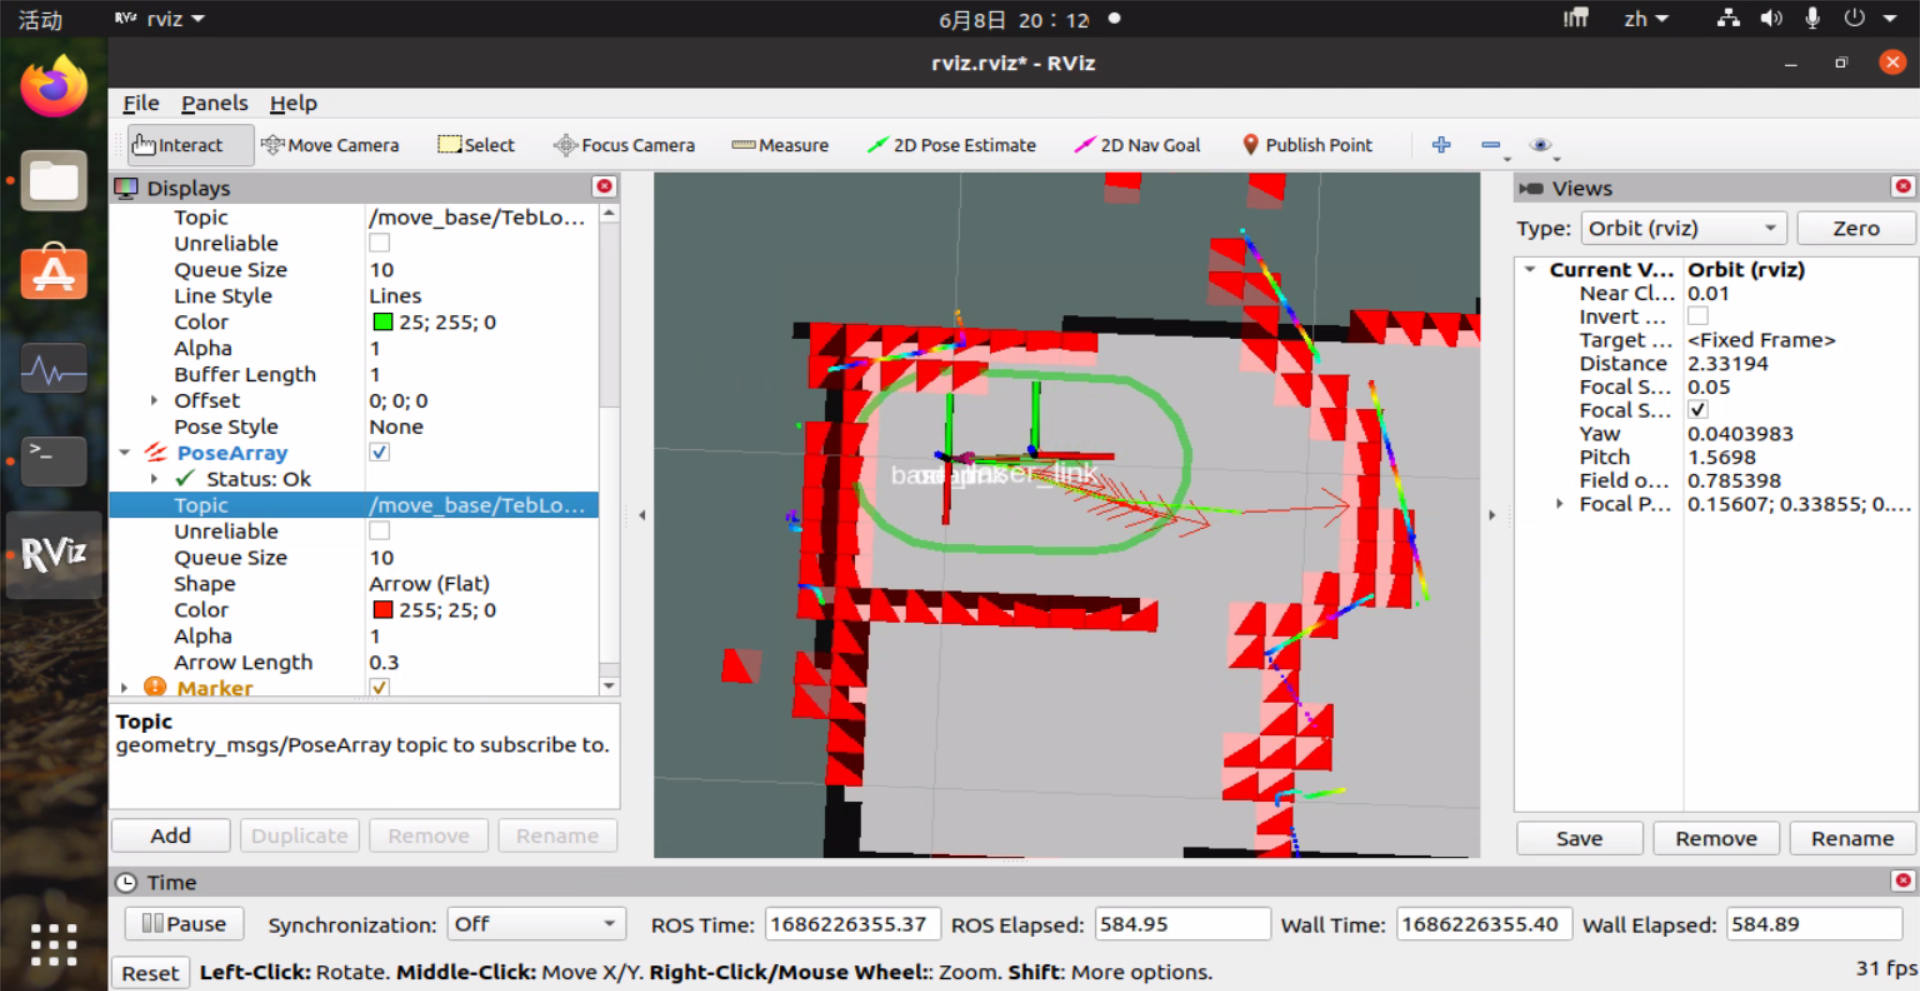 活动
rviz
6月8日 20：12
zh
rviz.rviz* - RViz
File Panels Help
Interact Move Camera Select Focus Camera Measure 2D Pose Estimate 2D Nav Goal Publish Point
Displays
Topic /move_base/TebLo...
Unreliable
Queue Size 10
Line Style Lines
Color 25; 255; 0
Alpha 1
Buffer Length 1
Offset 0; 0; 0
Pose Style None
PoseArray
Status: Ok
Topic /move_base/TebLo...
Unreliable
Queue Size 10
Shape Arrow (Flat)
Color 255; 25; 0
Alpha 1
Arrow Length 0.3
Marker
Topic
geometry_msgs/PoseArray topic to subscribe to.
Add Duplicate Remove Rename
RViz
Views
Type: Orbit (rviz) Zero
Current V... Orbit (rviz)
Near Cl... 0.01
Invert ...
Target ... <Fixed Frame>
Distance 2.33194
Focal S... 0.05
Focal S...
Yaw 0.0403983
Pitch 1.5698
Field o... 0.785398
Focal P... 0.15607; 0.33855; 0....
Save Remove Rename
Time
Pause Synchronization: Off ROS Time: 1686226355.37 ROS Elapsed: 584.95 Wall Time: 1686226355.40 Wall Elapsed: 584.89
Reset Left-Click: Rotate. Middle-Click: Move X/Y. Right-Click/Mouse Wheel:: Zoom. Shift: More options.
31 fps